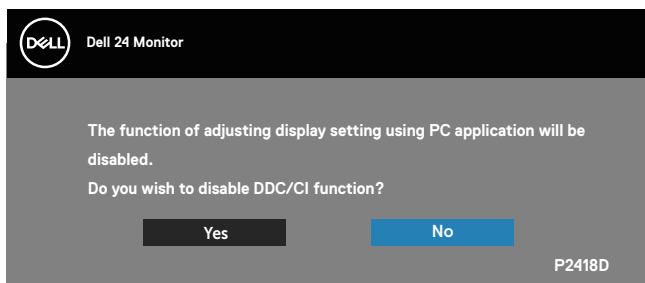 DELL
Dell 24 Monitor
The function of adjusting display setting using PC application will be
disabled.
Do you wish to disable DDC/CI function?
Yes No
P2418D